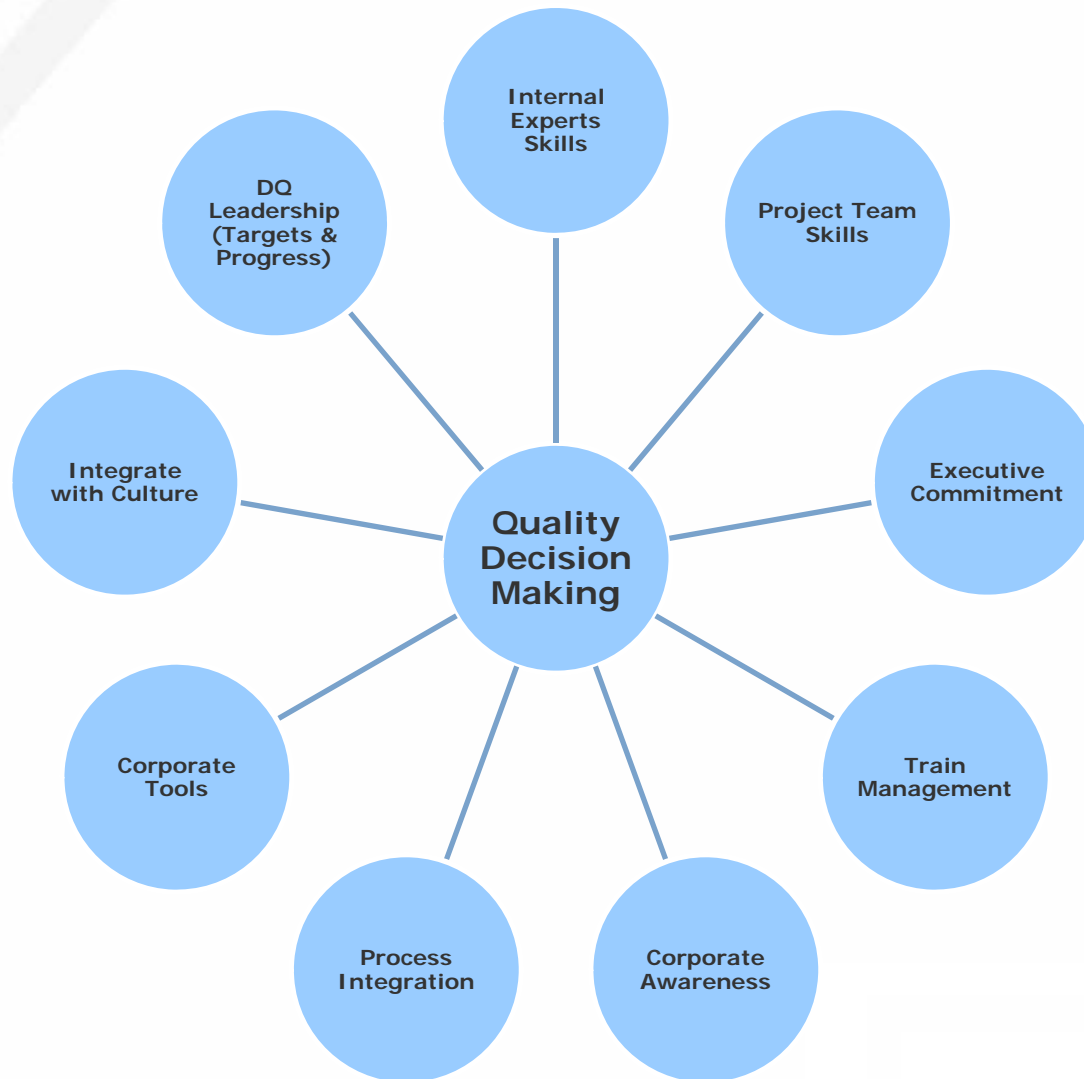 Internal
Experts
Skills
Project Team
Skills
Executive
Commitment
Train
Management
Corporate
Awareness
Process
Integration
Corporate
Tools
Integrate
with Culture
DQ
Leadership
(Targets &
Progress)
Quality
Decision
Making